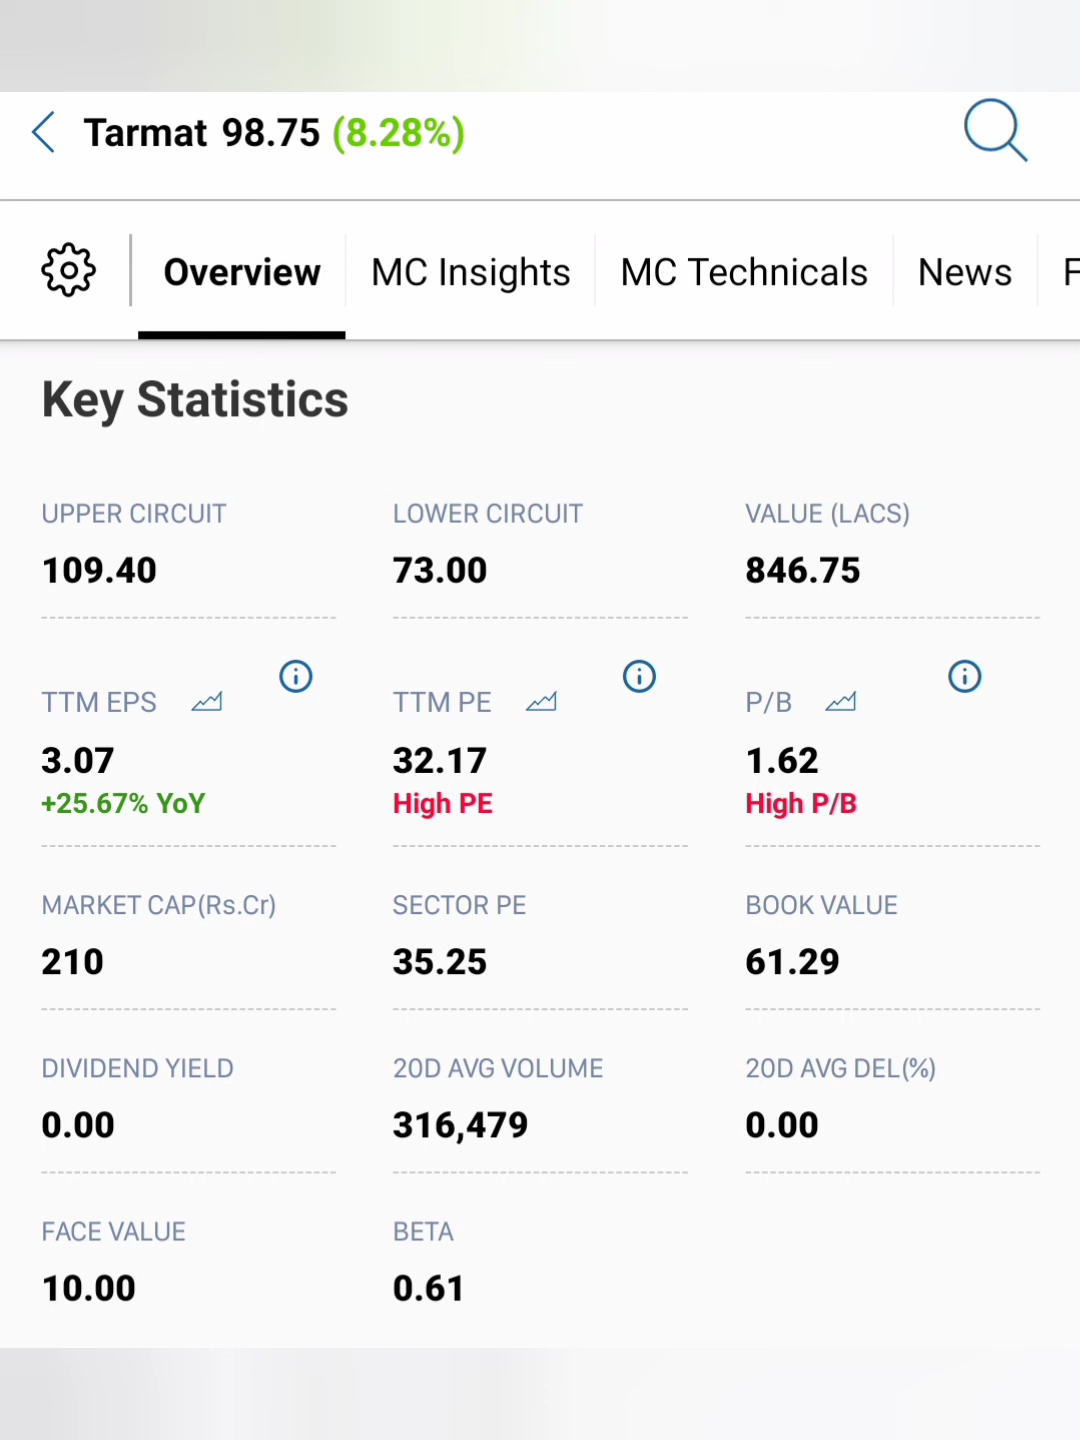 Tarmat 98.75 (8.28%)
Overview MC Insights MC Technicals News F
Key Statistics
UPPER CIRCUIT LOWER CIRCUIT VALUE (LACS)
109.40 73.00 846.75
TTM EPS TTM PE P/B
3.07 32.17 1.62
+25.67% YoY High PE High P/B
MARKET CAP(Rs.Cr) SECTOR PE BOOK VALUE
210 35.25 61.29
DIVIDEND YIELD 20D AVG VOLUME 20D AVG DEL(%)
0.00 316,479 0.00
FACE VALUE BETA
10.00 0.61